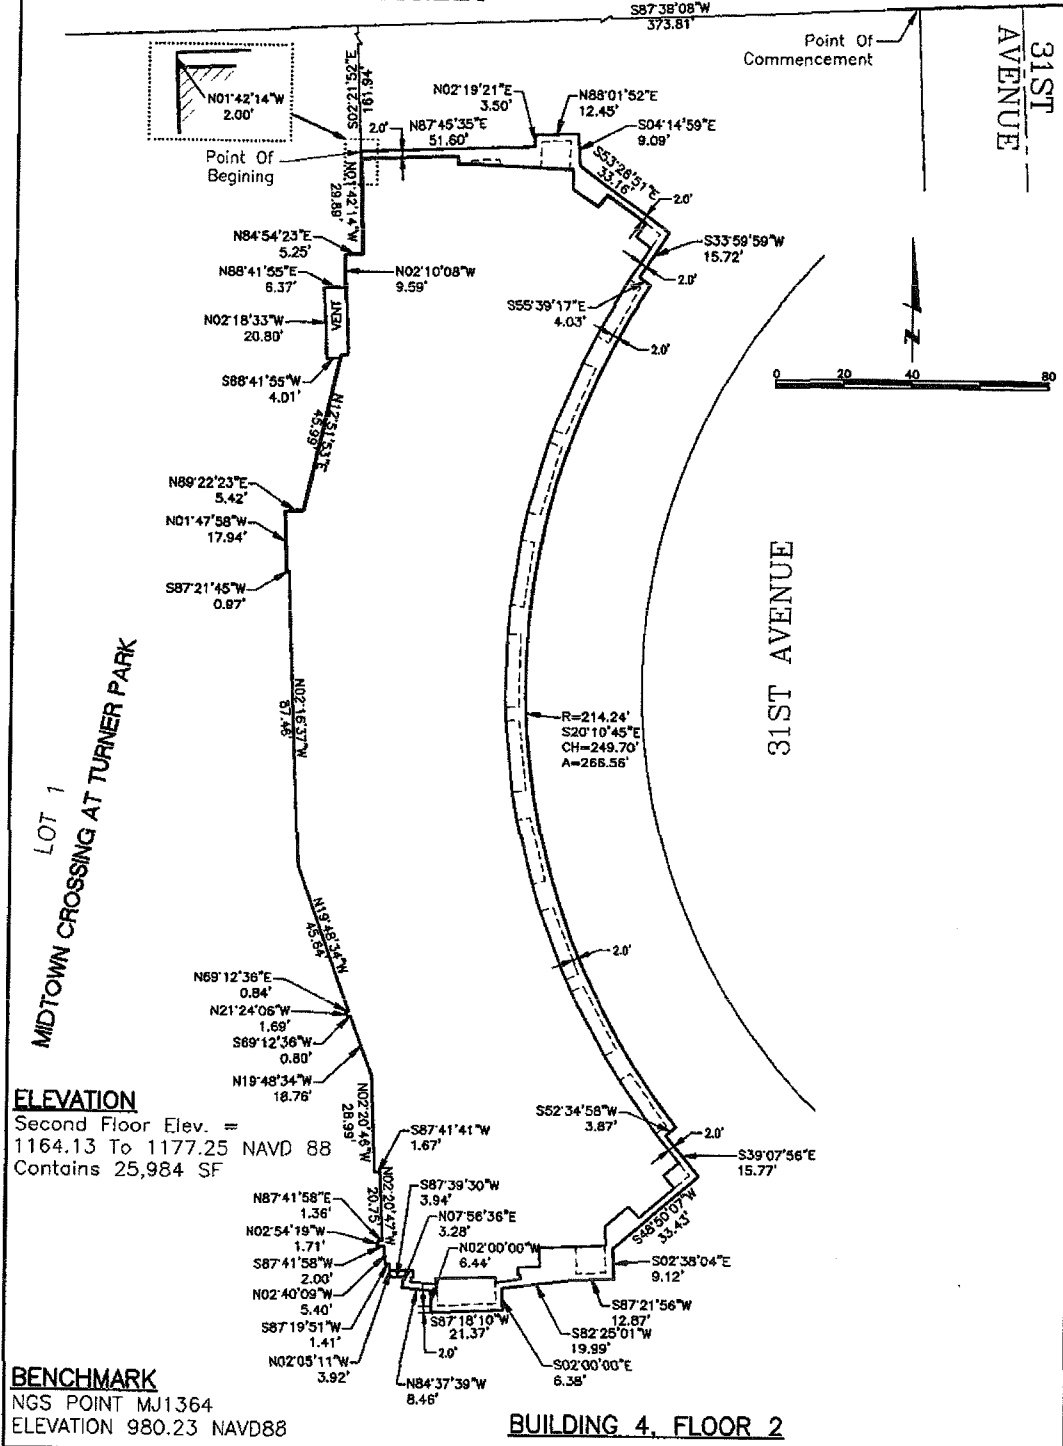 S87°38'08"W
373.81'
Point Of
Commencement
31ST
AVENUE
N01°42'14"W
2.00'
S02°21'52"E
161.94'
N02°19'21"E
3.50'
N88°01'52"E
12.45'
2.0'
N87°45'35"E
51.60'
S04°14'59"E
9.09'
Point Of
Begining
S53°28'51"E
33.16'
2.0'
N01°42'14"W
29.89'
N84°54'23"E
5.25'
S33°59'59"W
15.72'
N88°41'55"E
6.37'
N02°10'08"W
9.59'
2.0'
S55°39'17"E
4.03'
VENT
N02°18'33"W
20.80'
2.0'
Z
0 20 40 80
S88°41'55"W
4.01'
N12°51'53"E
45.99'
N89°22'23"E
5.42'
N01°47'58"W
17.94'
S87°21'45"W
0.97'
31ST AVENUE
N02°16'37"W
87.46'
R=214.24'
S20°10'45"E
CH=249.70'
A=266.56'
LOT 1
MIDTOWN CROSSING AT TURNER PARK
N19°48'34"W
45.84'
2.0'
N69°12'36"E
0.84'
N21°24'06"W
1.69'
S69°12'36"W
0.80'
N19°48'34"W
18.76'
ELEVATION
Second Floor Elev. =
1164.13 To 1177.25 NAVD 88
Contains 25,984 SF
N02°20'46"W
28.99'
S52°34'58"W
3.87'
2.0'
S87°41'41"W
1.67'
S39°07'56"E
15.77'
N02°20'47"W
20.75'
S87°39'30"W
3.94'
N87°41'58"E
1.36'
N07°56'36"E
3.28'
S48°50'07"W
33.43'
N02°54'19"W
1.71'
N02°00'00"W
6.44'
S02°38'04"E
9.12'
S87°41'58"W
2.00'
N02°40'09"W
5.40'
S87°21'56"W
12.87'
S87°19'51"W
1.41'
S87°18'10"W
21.37'
S82°25'01"W
19.99'
2.0'
N02°05'11"W
3.92'
S02°00'00"E
6.38'
N84°37'39"W
8.46'
BENCHMARK
NGS POINT MJ1364
ELEVATION 980.23 NAVD88
BUILDING 4, FLOOR 2